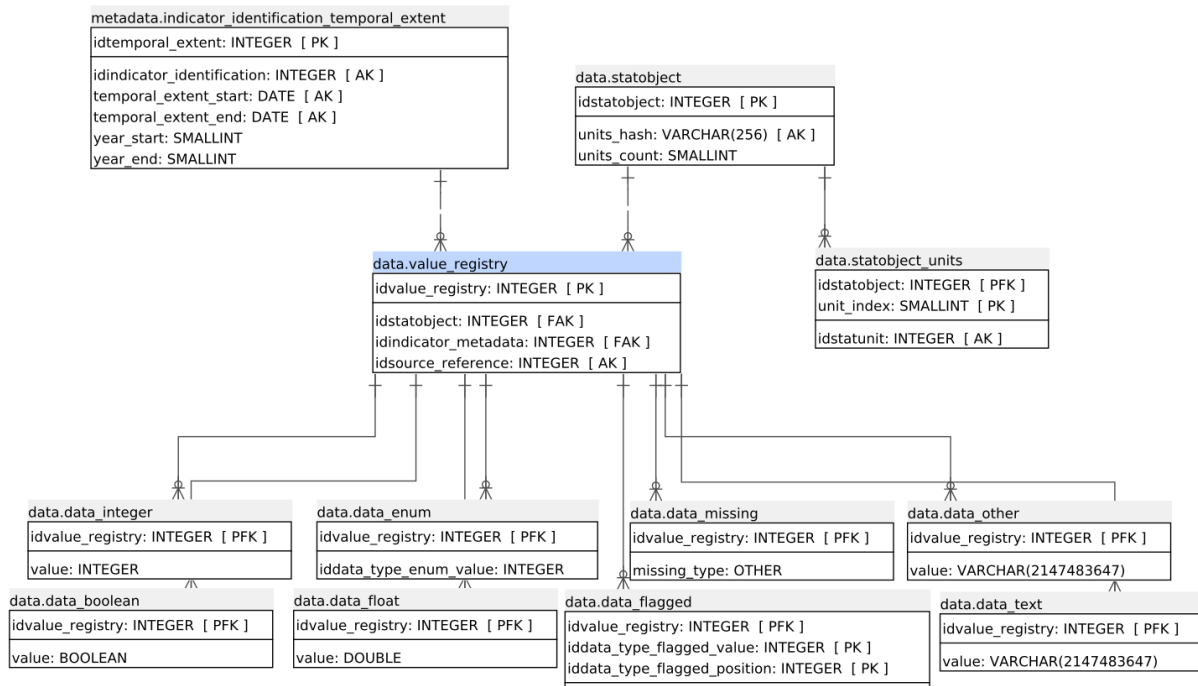 metadata.indicator_identification_temporal_extent
idtemporal_extent: INTEGER [ PK ]
idindicator_identification: INTEGER [ AK ]
temporal_extent_start: DATE [ AK ]
temporal_extent_end: DATE [ AK ]
year_start: SMALLINT
year_end: SMALLINT
data.statobject
idstatobject: INTEGER [ PK ]
units_hash: VARCHAR(256) [ AK ]
units_count: SMALLINT
data.value_registry
idvalue_registry: INTEGER [ PK ]
idstatobject: INTEGER [ FAK ]
idindicator_metadata: INTEGER [ FAK ]
idsource_reference: INTEGER [ AK ]
data.statobject_units
idstatobject: INTEGER [ PFK ]
unit_index: SMALLINT [ PK ]
idstatunit: INTEGER [ AK ]
data.data_integer
idvalue_registry: INTEGER [ PFK ]
value: INTEGER
data.data_enum
idvalue_registry: INTEGER [ PFK ]
iddata_type_enum_value: INTEGER
data.data_missing
idvalue_registry: INTEGER [ PFK ]
missing_type: OTHER
data.data_other
idvalue_registry: INTEGER [ PFK ]
value: VARCHAR(2147483647)
data.data_boolean
idvalue_registry: INTEGER [ PFK ]
value: BOOLEAN
data.data_float
idvalue_registry: INTEGER [ PFK ]
value: DOUBLE
data.data_flagged
idvalue_registry: INTEGER [ PFK ]
iddata_type_flagged_value: INTEGER [ PK ]
iddata_type_flagged_position: INTEGER [ PK ]
data.data_text
idvalue_registry: INTEGER [ PFK ]
value: VARCHAR(2147483647)